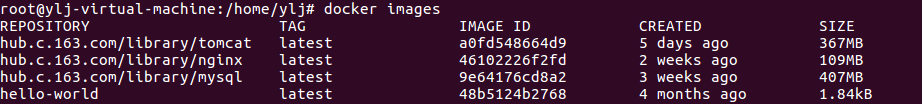 root@ylj-virtual-machine:/home/ylj# docker images
REPOSITORY TAG IMAGE ID CREATED SIZE
hub.c.163.com/library/tomcat latest a0fd548664d9 5 days ago 367MB
hub.c.163.com/library/nginx latest 46102226f2fd 2 weeks ago 109MB
hub.c.163.com/library/mysql latest 9e64176cd8a2 3 weeks ago 407MB
hello-world latest 48b5124b2768 4 months ago 1.84kB